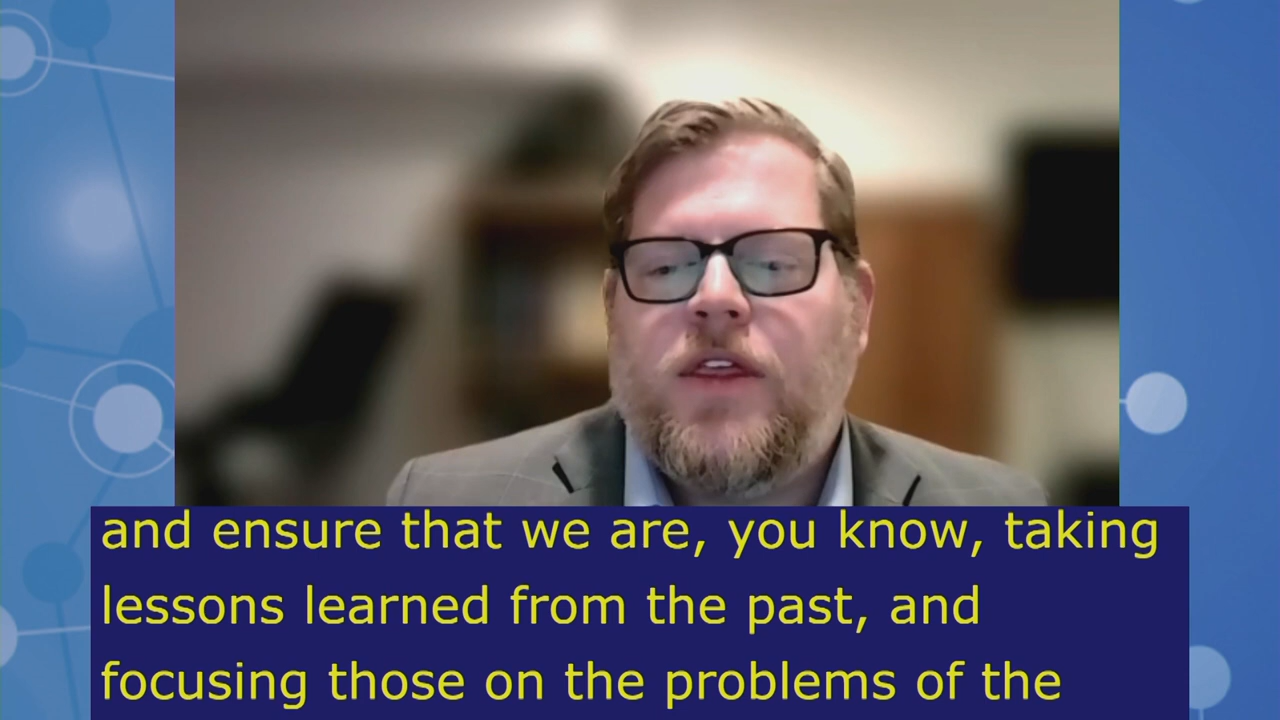 and ensure that we are, you know, taking
lessons learned from the past, and
focusing those on the problems of the